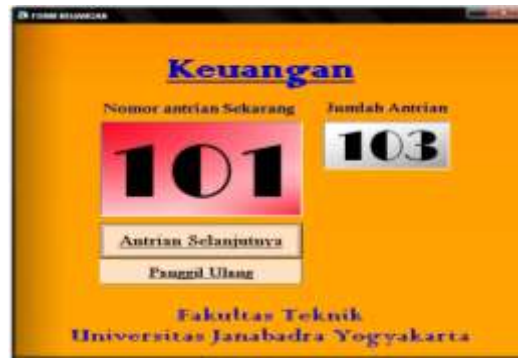 FORM KEUANGAN
Keuangan
Nomor antrian Sekarang
Jumlah Antrian
101
103
Antrian Selanjutnya
Panggil Ulang
Fakultas Teknik
Universitas Janabadra Yogyakarta